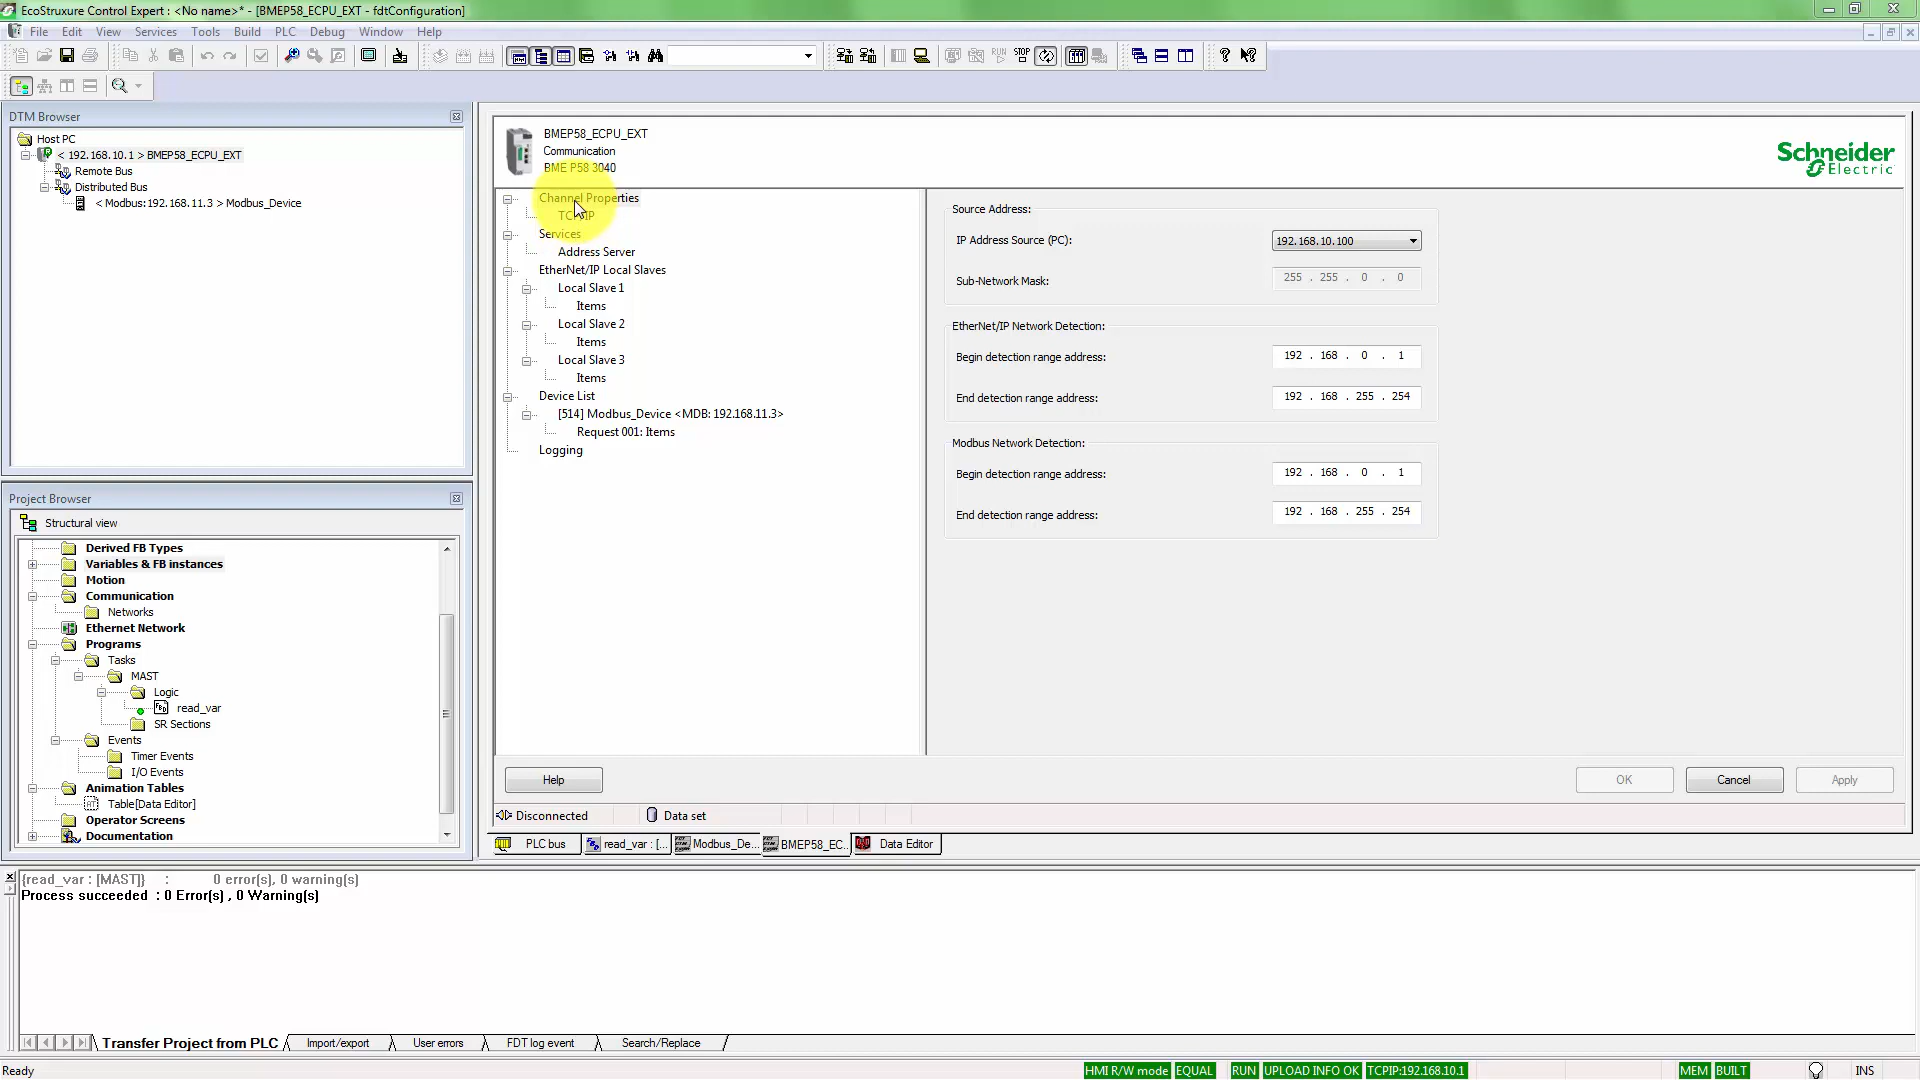 EcoStruxure Control Expert : <No name>* - [BMEP58_ECPU_EXT - fdtConfiguration]
File Edit View Services Tools Build PLC Debug Window Help
RUN STOP
DTM Browser
Host PC
< 192.168.10.1 > BMEP58_ECPU_EXT
Remote Bus
Distributed Bus
< Modbus:192.168.11.3 > Modbus_Device
Project Browser
Structural view
Derived FB Types
Variables & FB instances
Motion
Communication
Networks
Ethernet Network
Programs
Tasks
MAST
Logic
read_var
SR Sections
Events
Timer Events
I/O Events
Animation Tables
Table[Data Editor]
Operator Screens
Documentation
BMEP58_ECPU_EXT
Communication
BME P58 3040
Schneider
Electric
Channel Properties
TCP/IP
Services
Address Server
EtherNet/IP Local Slaves
Local Slave 1
Items
Local Slave 2
Items
Local Slave 3
Items
Device List
[514] Modbus_Device <MDB: 192.168.11.3>
Request 001: Items
Logging
Source Address:
IP Address Source (PC): 192.168.10.100
Sub-Network Mask: 255 . 255 . 0 . 0
EtherNet/IP Network Detection:
Begin detection range address: 192 . 168 . 0 . 1
End detection range address: 192 . 168 . 255 . 254
Modbus Network Detection:
Begin detection range address: 192 . 168 . 0 . 1
End detection range address: 192 . 168 . 255 . 254
Help OK Cancel Apply
Disconnected Data set
PLC bus read_var : [... Modbus_De... BMEP58_EC... Data Editor
{read_var : [MAST]} : 0 error(s), 0 warning(s)
Process succeeded : 0 Error(s) , 0 Warning(s)
Transfer Project from PLC Import/export User errors FDT log event Search/Replace
Ready HMI R/W mode EQUAL RUN UPLOAD INFO OK TCPIP:192.168.10.1 MEM BUILT INS